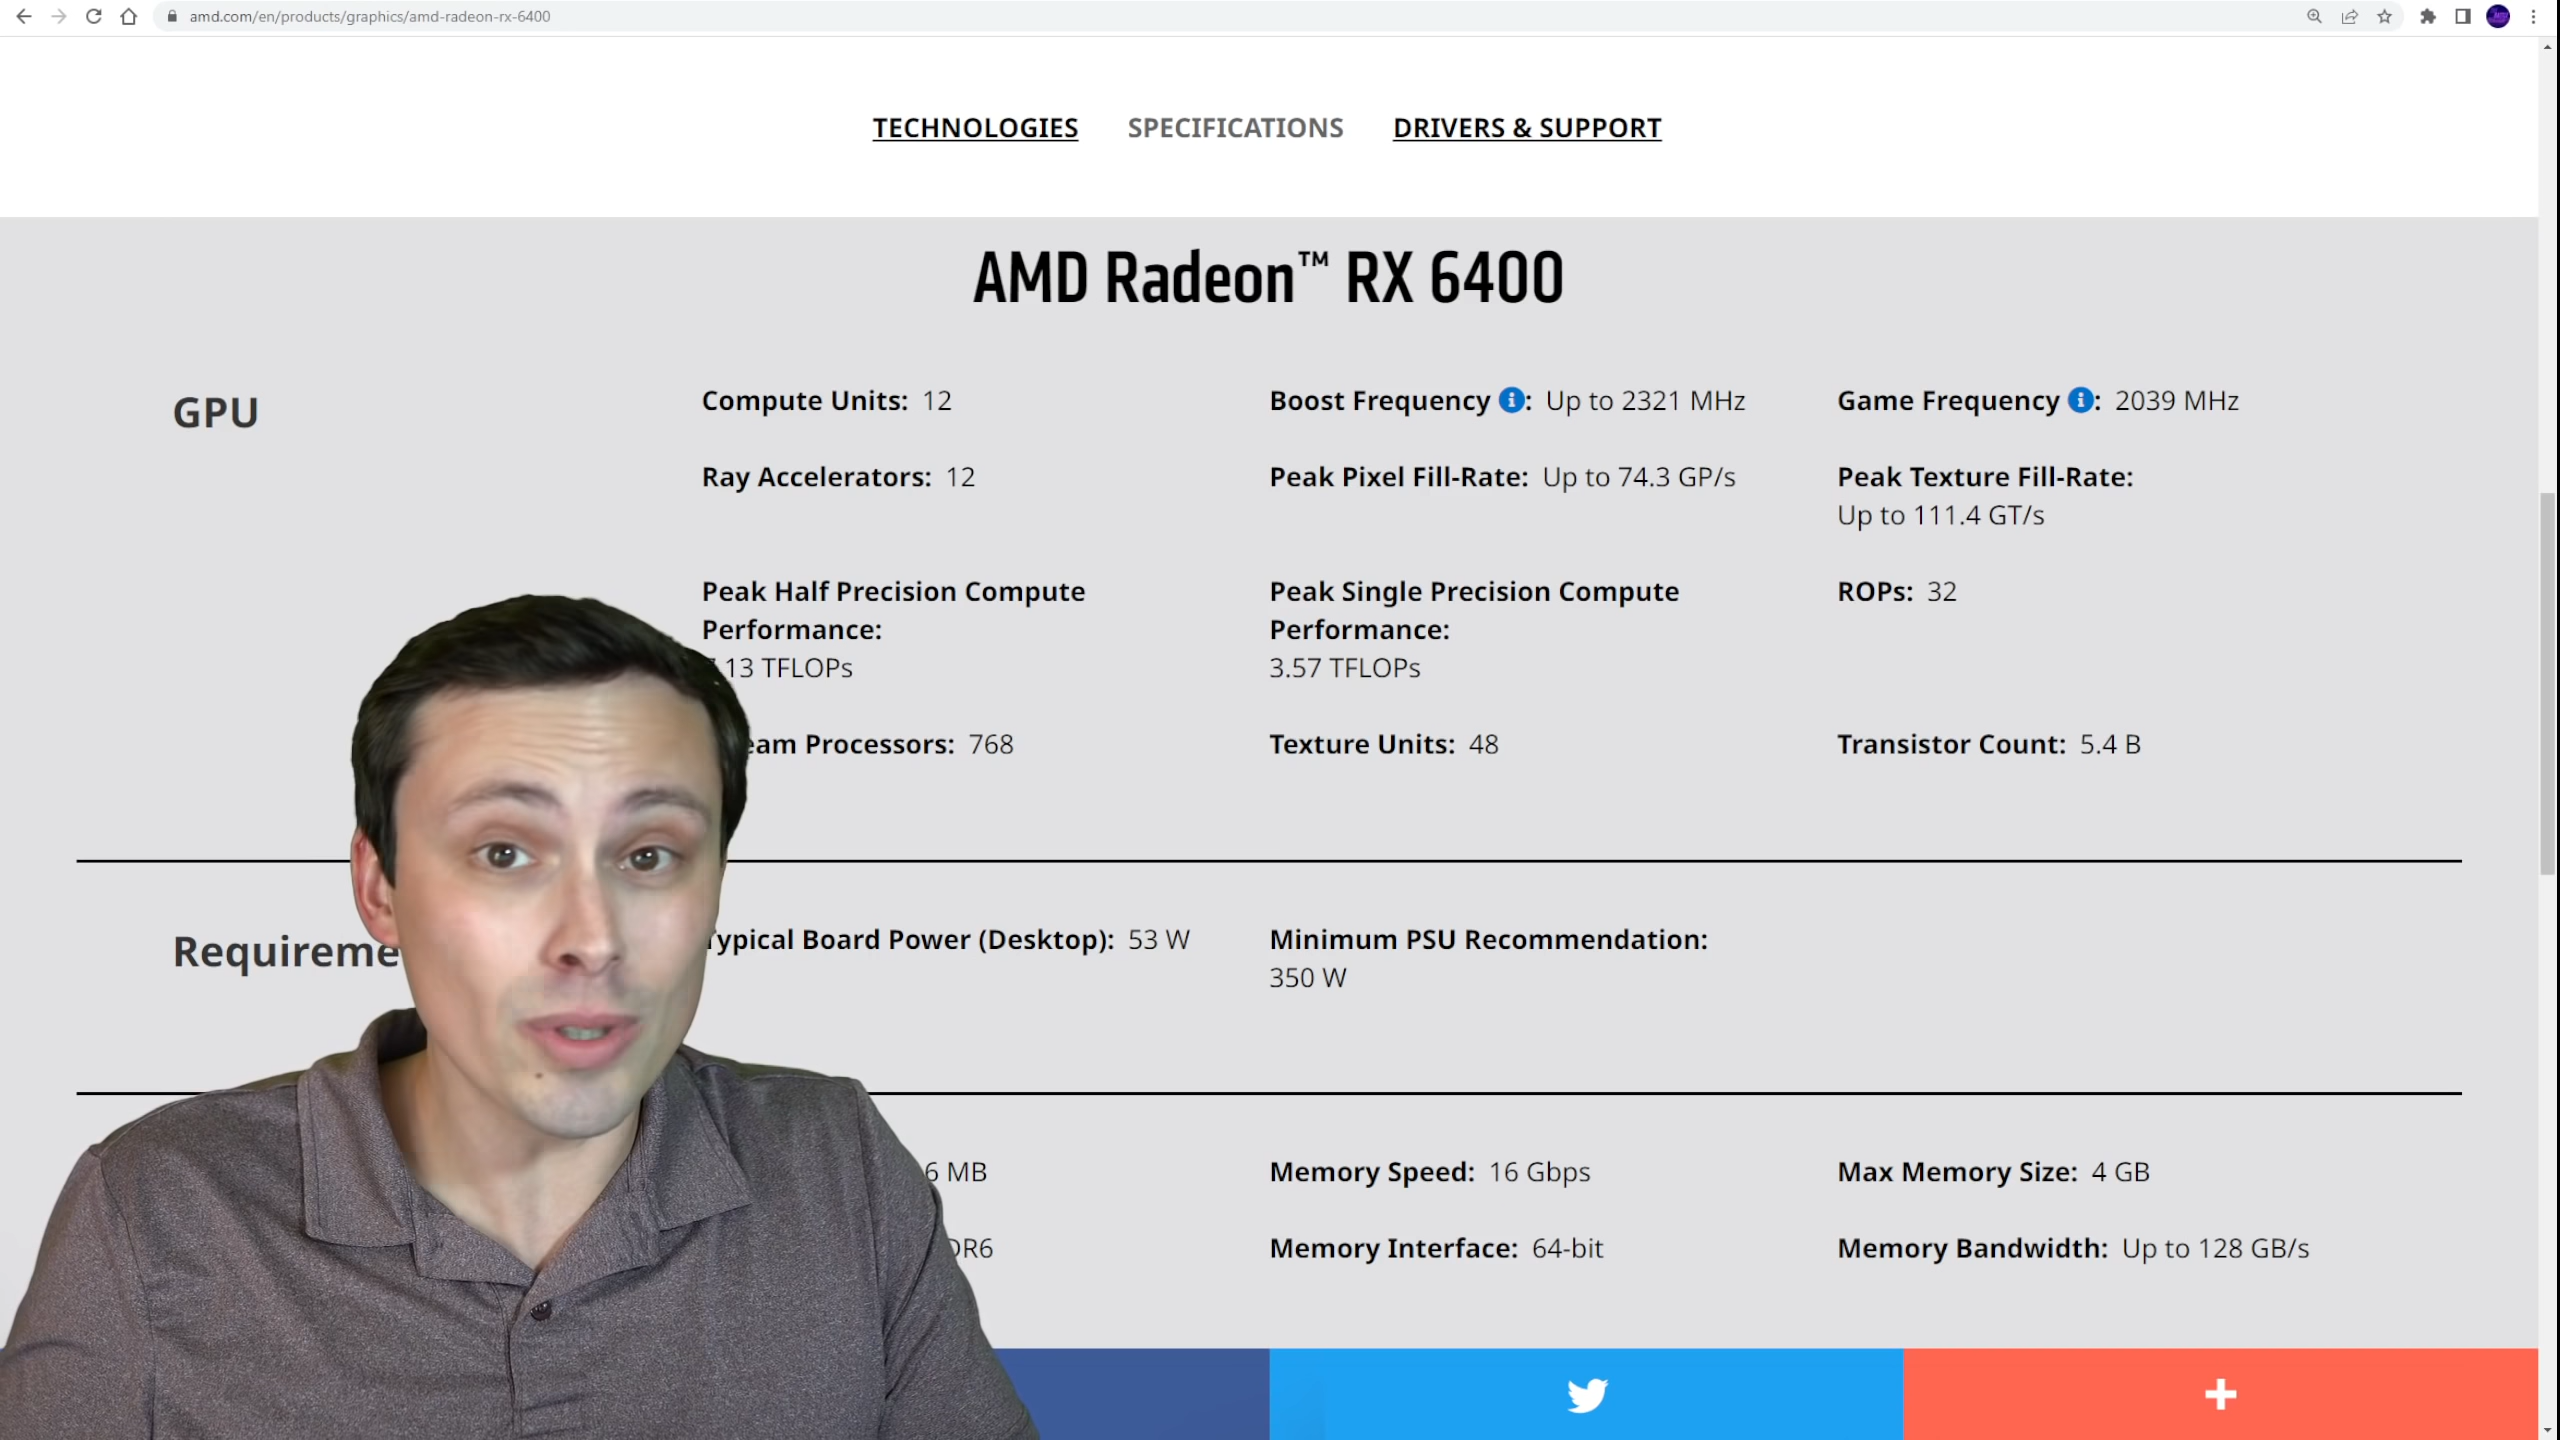 amd.com/en/products/graphics/amd-radeon-rx-6400
TECHNOLOGIES SPECIFICATIONS DRIVERS & SUPPORT
AMD Radeon™ RX 6400
GPU
Compute Units: 12 Boost Frequency : Up to 2321 MHz Game Frequency : 2039 MHz
Ray Accelerators: 12 Peak Pixel Fill-Rate: Up to 74.3 GP/s Peak Texture Fill-Rate:
Up to 111.4 GT/s
Peak Half Precision Compute Peak Single Precision Compute ROPs: 32
Performance: Performance:
.13 TFLOPs 3.57 TFLOPs
eam Processors: 768 Texture Units: 48 Transistor Count: 5.4 B
Requireme
Typical Board Power (Desktop): 53 W Minimum PSU Recommendation:
350 W
6 MB Memory Speed: 16 Gbps Max Memory Size: 4 GB
DR6 Memory Interface: 64-bit Memory Bandwidth: Up to 128 GB/s